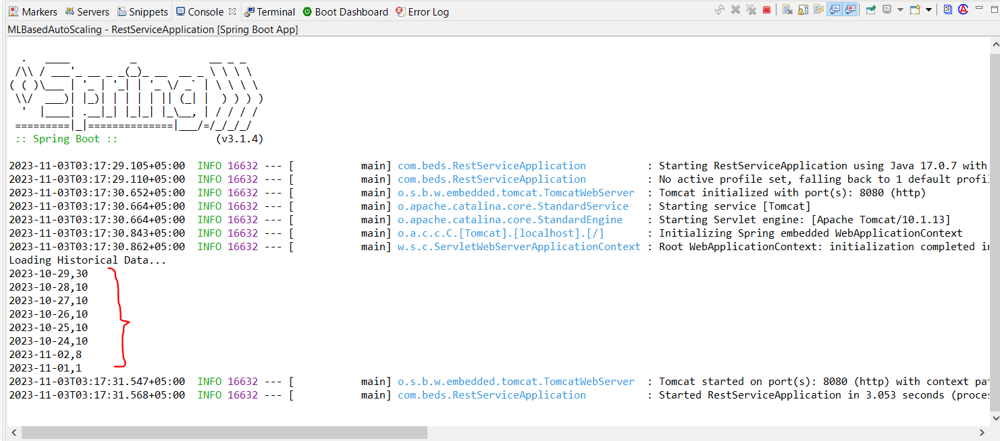 Markers Servers Snippets Console Terminal Boot Dashboard Error Log
MLBasedAutoScaling - RestServiceApplication [Spring Boot App]
  .   ____          _            __ _ _
 /\\ / ___'_ __ _ _(_)_ __  __ _ \ \ \ \
( ( )\___ | '_ | '_| | '_ \/ _` | \ \ \ \
 \\/  ___)| |_)| | | | | || (_| |  ) ) ) )
  '  |____| .__|_| |_|_| |_\__, | / / / /
 =========|_|==============|___/=/_/_/_/
 :: Spring Boot ::                (v3.1.4)
2023-11-03T03:17:29.105+05:00  INFO 16632 --- [           main] com.beds.RestServiceApplication          : Starting RestServiceApplication using Java 17.0.7 with
2023-11-03T03:17:29.110+05:00  INFO 16632 --- [           main] com.beds.RestServiceApplication          : No active profile set, falling back to 1 default profi
2023-11-03T03:17:30.652+05:00  INFO 16632 --- [           main] o.s.b.w.embedded.tomcat.TomcatWebServer  : Tomcat initialized with port(s): 8080 (http)
2023-11-03T03:17:30.664+05:00  INFO 16632 --- [           main] o.apache.catalina.core.StandardService   : Starting service [Tomcat]
2023-11-03T03:17:30.664+05:00  INFO 16632 --- [           main] o.apache.catalina.core.StandardEngine    : Starting Servlet engine: [Apache Tomcat/10.1.13]
2023-11-03T03:17:30.843+05:00  INFO 16632 --- [           main] o.a.c.c.C.[Tomcat].[localhost].[/]       : Initializing Spring embedded WebApplicationContext
2023-11-03T03:17:30.862+05:00  INFO 16632 --- [           main] w.s.c.ServletWebServerApplicationContext : Root WebApplicationContext: initialization completed in
Loading Historical Data...
2023-10-29,30
2023-10-28,10
2023-10-27,10
2023-10-26,10
2023-10-25,10
2023-10-24,10
2023-11-02,8
2023-11-01,1
2023-11-03T03:17:31.547+05:00  INFO 16632 --- [           main] o.s.b.w.embedded.tomcat.TomcatWebServer  : Tomcat started on port(s): 8080 (http) with context pa
2023-11-03T03:17:31.568+05:00  INFO 16632 --- [           main] com.beds.RestServiceApplication          : Started RestServiceApplication in 3.053 seconds (proce